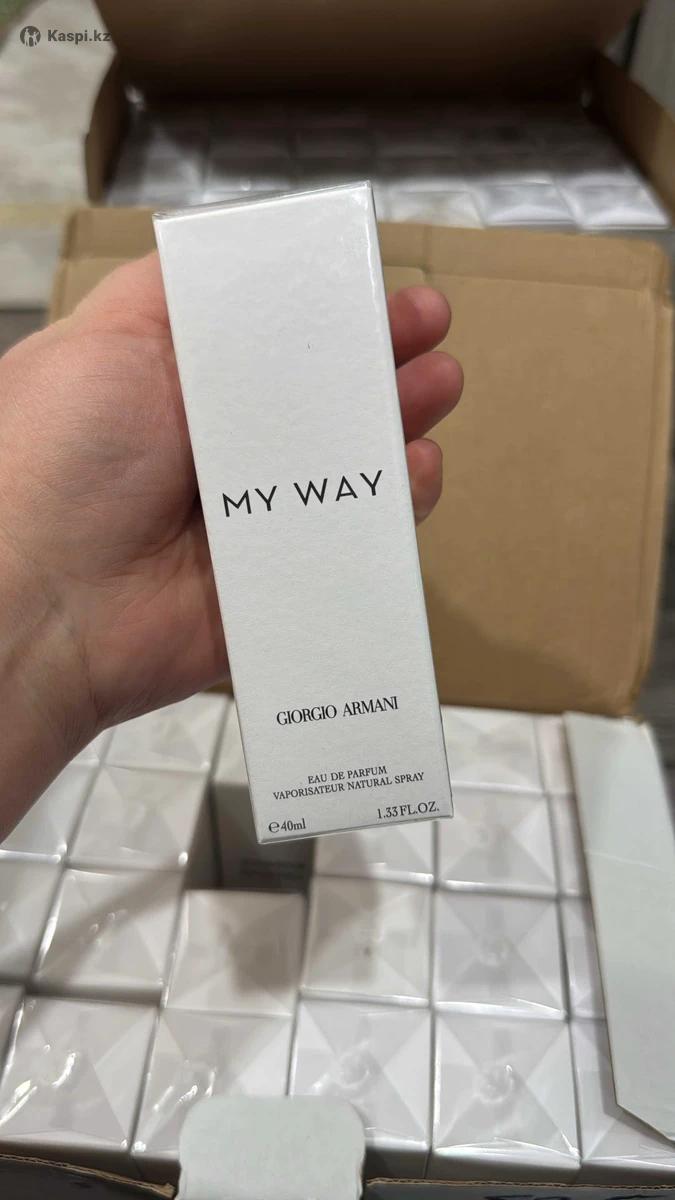 Kaspi.kz
MY WAY
GIORGIO ARMANI
EAU DE PARFUM
VAPORISATEUR NATURAL SPRAY
℮40ml 1.33 FL.OZ.